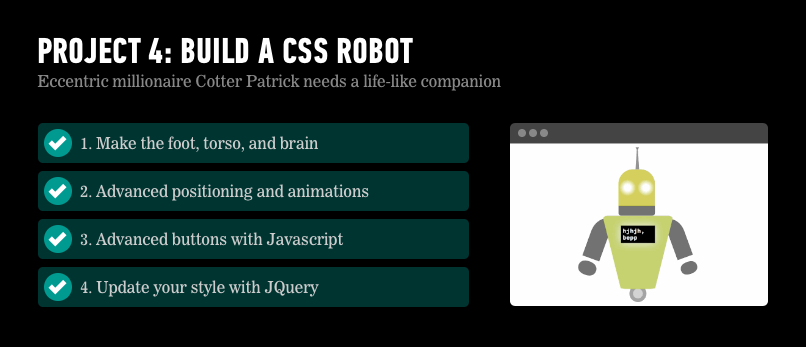 PROJECT 4: BUILD A CSS ROBOT
Eccentric millionaire Cotter Patrick needs a life-like companion
1. Make the foot, torso, and brain
2. Advanced positioning and animations
3. Advanced buttons with Javascript
4. Update your style with JQuery
hjhjh,
bopp